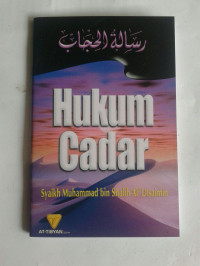 رسالة الحجاب
Hukum
Cadar
Syaikh Muhammad bin Shalih Al-Utsaimin
AT-TIBYAN